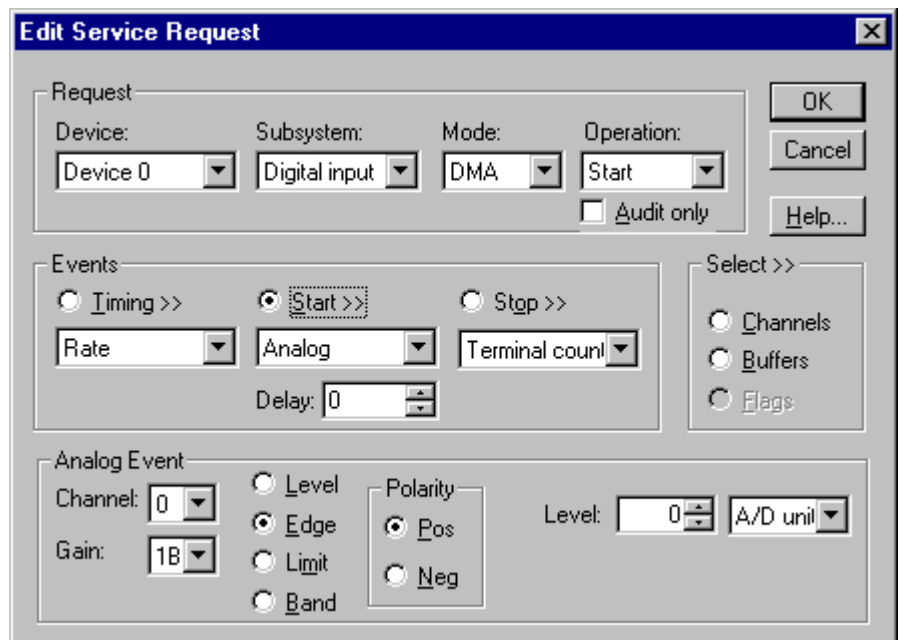 Edit Service Request
Request
OK
Device: Subsystem: Mode: Operation:
Device 0 Digital input DMA Start
Cancel
Audit only
Help...
Events
Select >>
Timing >> Start >> Stop >>
Rate Analog Terminal count
Channels
Buffers
Delay: 0
Flags
Analog Event
Channel: 0
Level
Polarity
Edge
Pos
Level: 0 A/D unit
Gain: 1B
Limit
Neg
Band